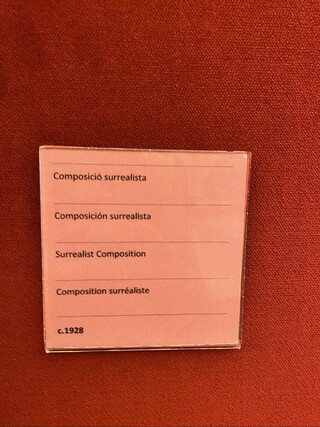 Composició surrealista
Composición surrealista
Surrealist Composition
Composition surréaliste
c.1928